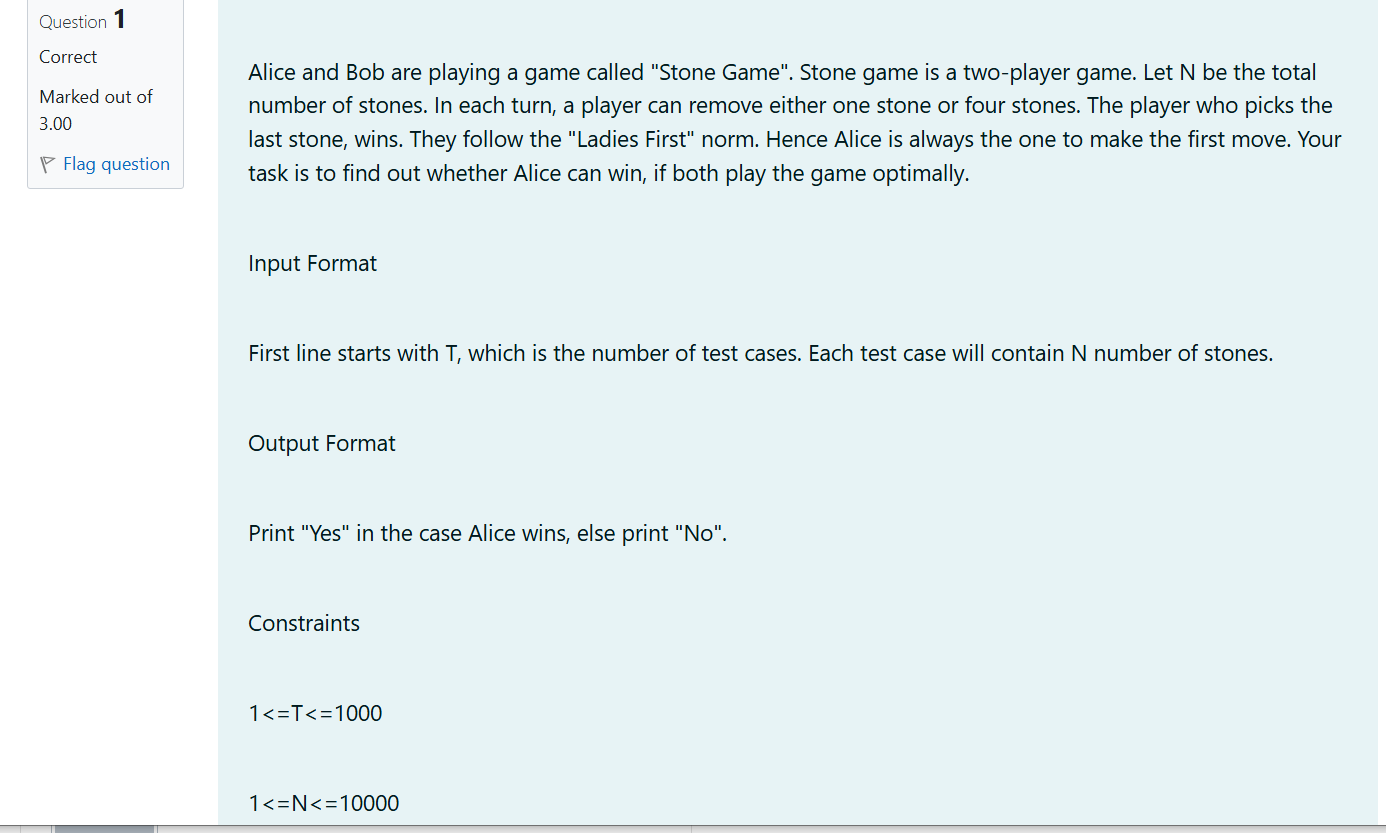 Question 1
Correct
Marked out of
3.00
Flag question
Alice and Bob are playing a game called "Stone Game". Stone game is a two-player game. Let N be the total
number of stones. In each turn, a player can remove either one stone or four stones. The player who picks the
last stone, wins. They follow the "Ladies First" norm. Hence Alice is always the one to make the first move. Your
task is to find out whether Alice can win, if both play the game optimally.
Input Format
First line starts with T, which is the number of test cases. Each test case will contain N number of stones.
Output Format
Print "Yes" in the case Alice wins, else print "No".
Constraints
1<=T<=1000
1<=N<=10000